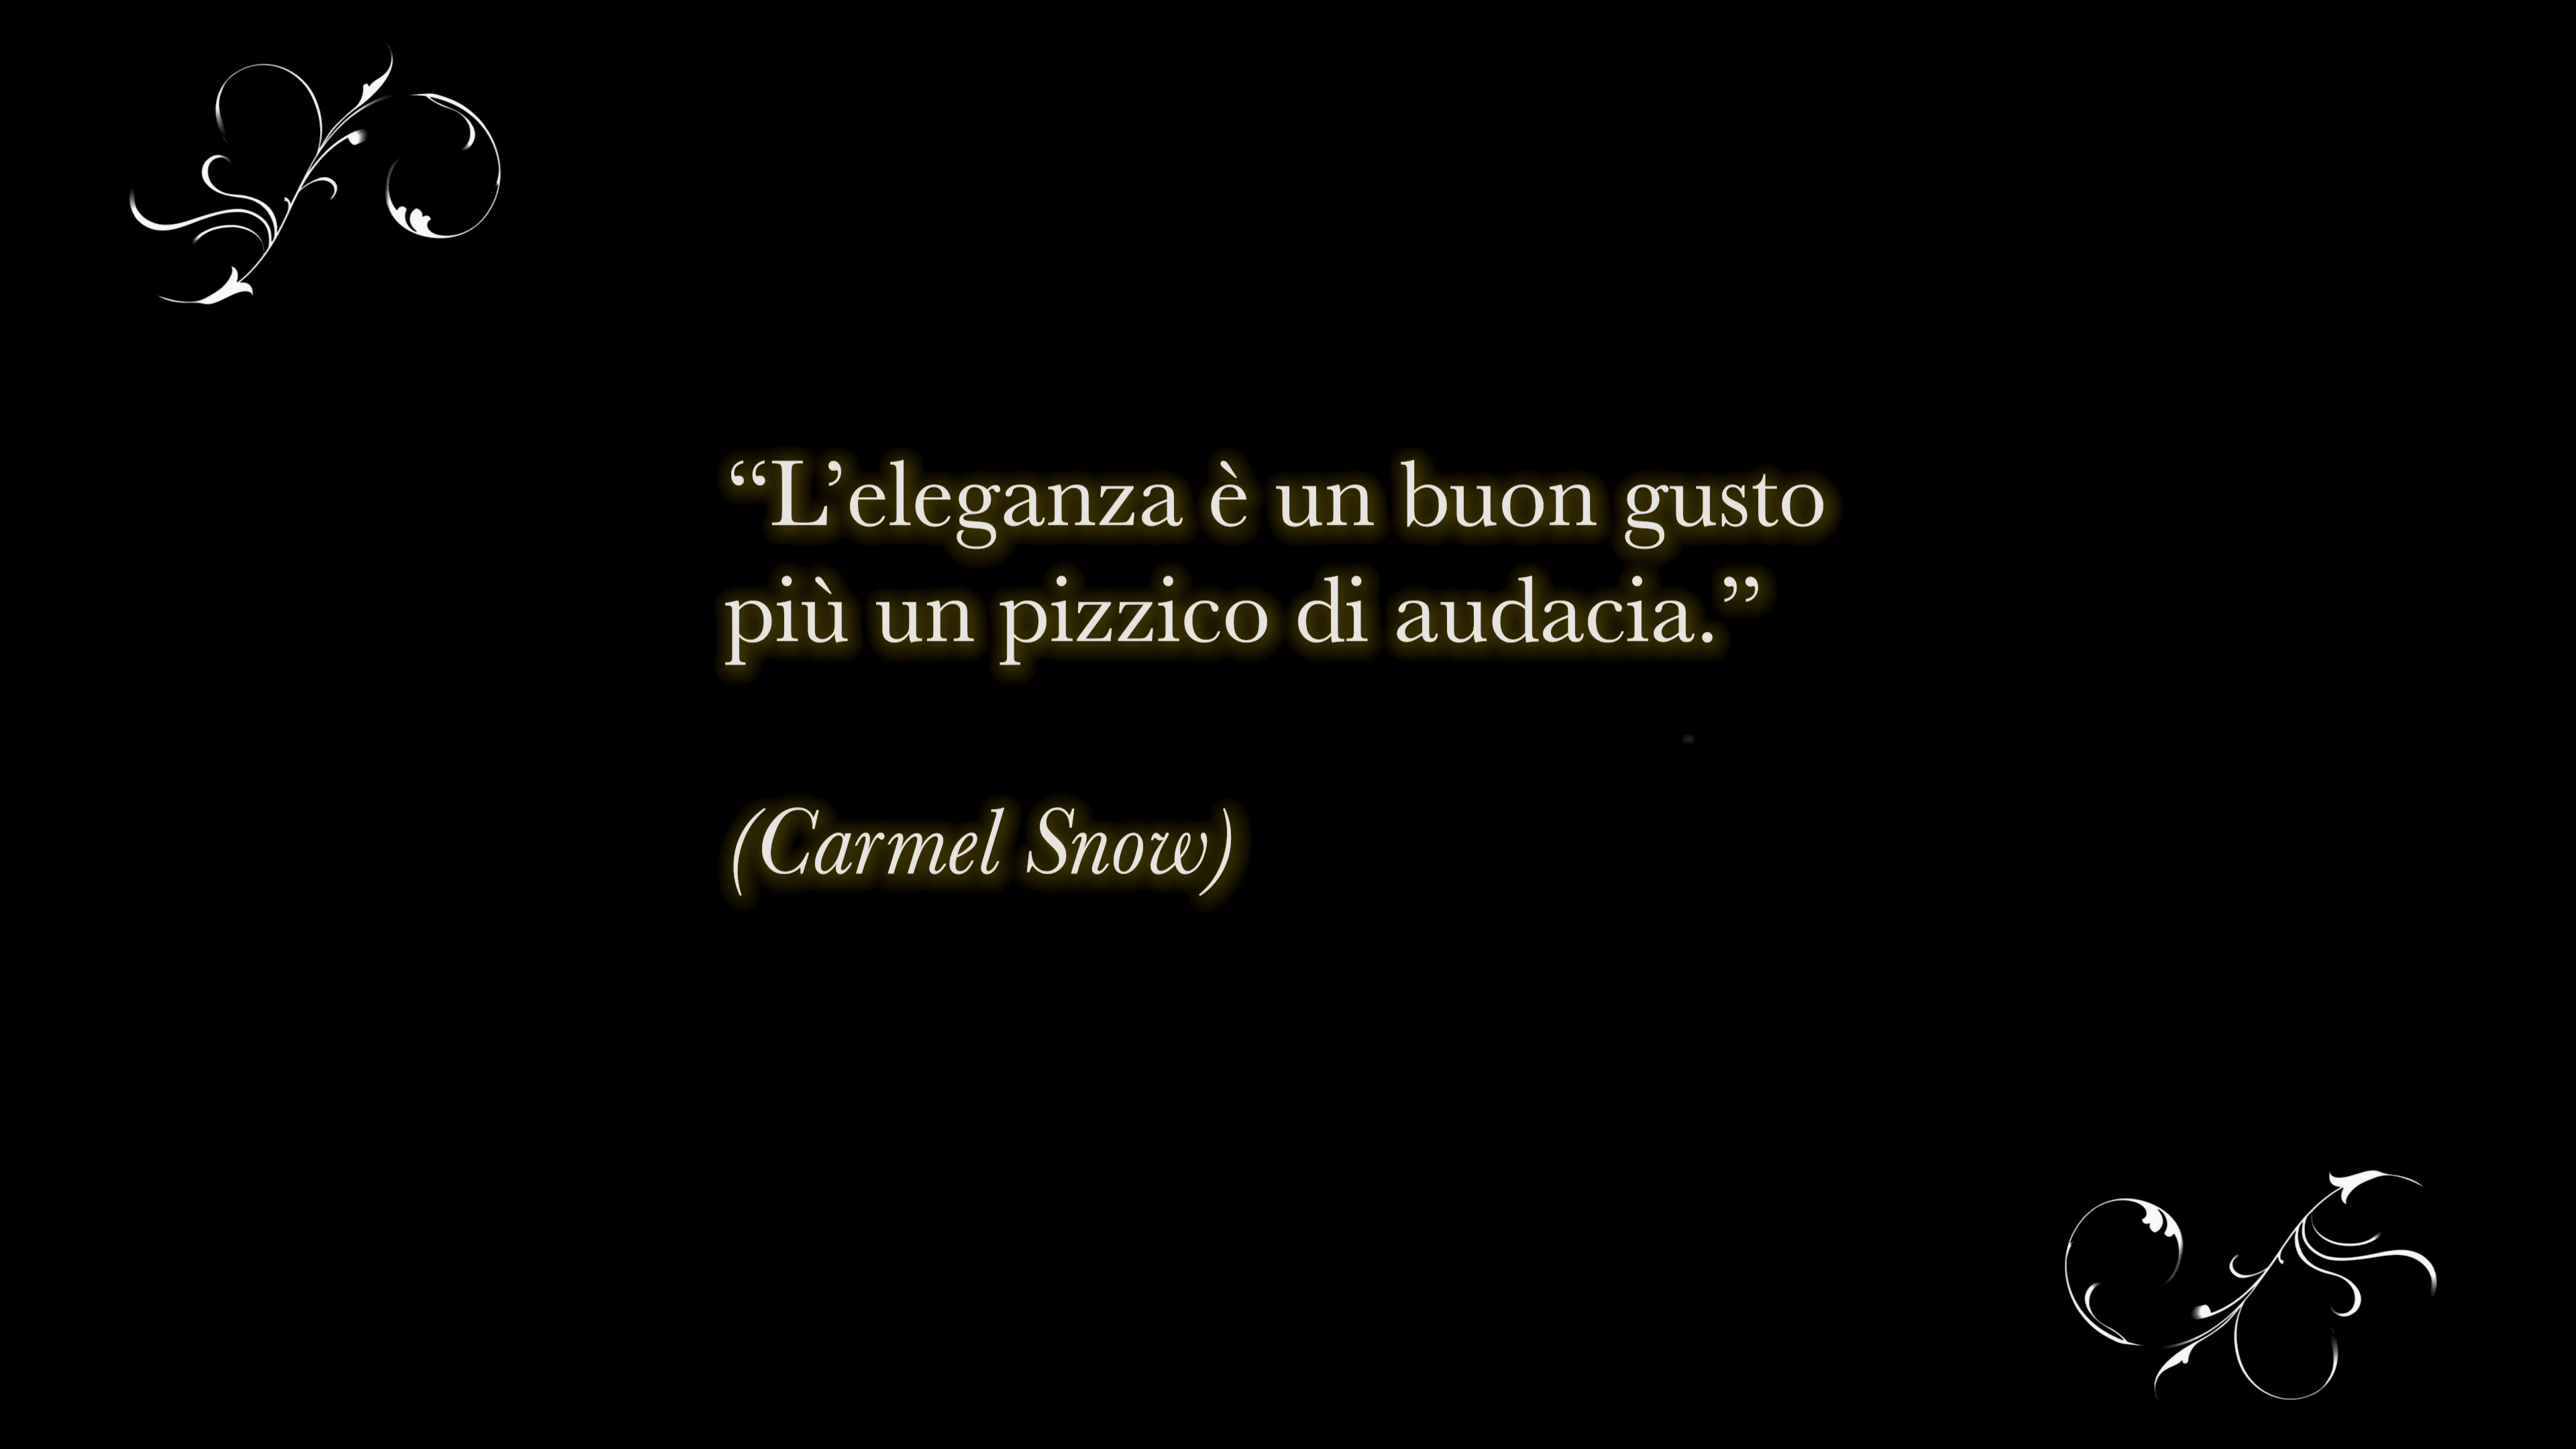 “L’eleganza è un buon gusto
più un pizzico di audacia.”
(Carmel Snow)